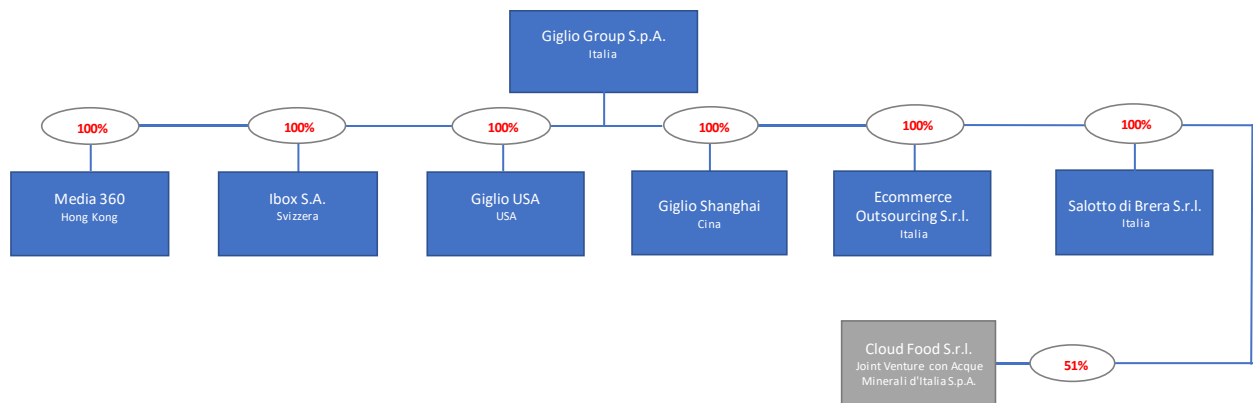 Giglio Group S.p.A.
Italia
100%
100%
100%
100%
100%
100%
Media 360
Hong Kong
Ibox S.A.
Svizzera
Giglio USA
USA
Giglio Shanghai
Cina
Ecommerce
Outsourcing S.r.l.
Italia
Salotto di Brera S.r.l.
Italia
Cloud Food S.r.l.
Joint Venture con Acque
Minerali d'Italia S.p.A.
51%